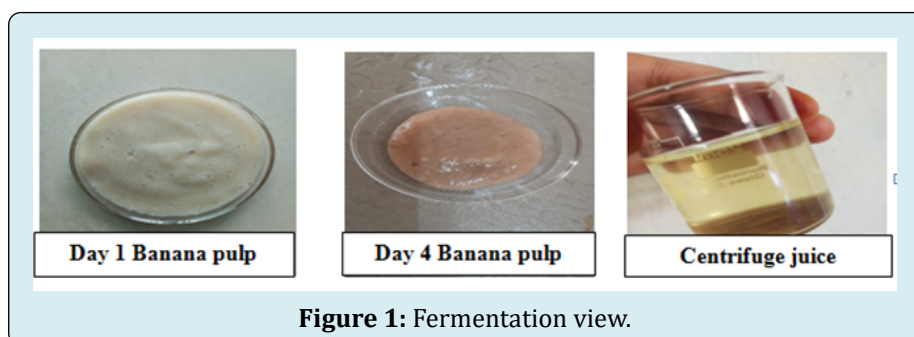 Day 1 Banana pulp
Day 4 Banana pulp
Centrifuge juice
Figure 1: Fermentation view.